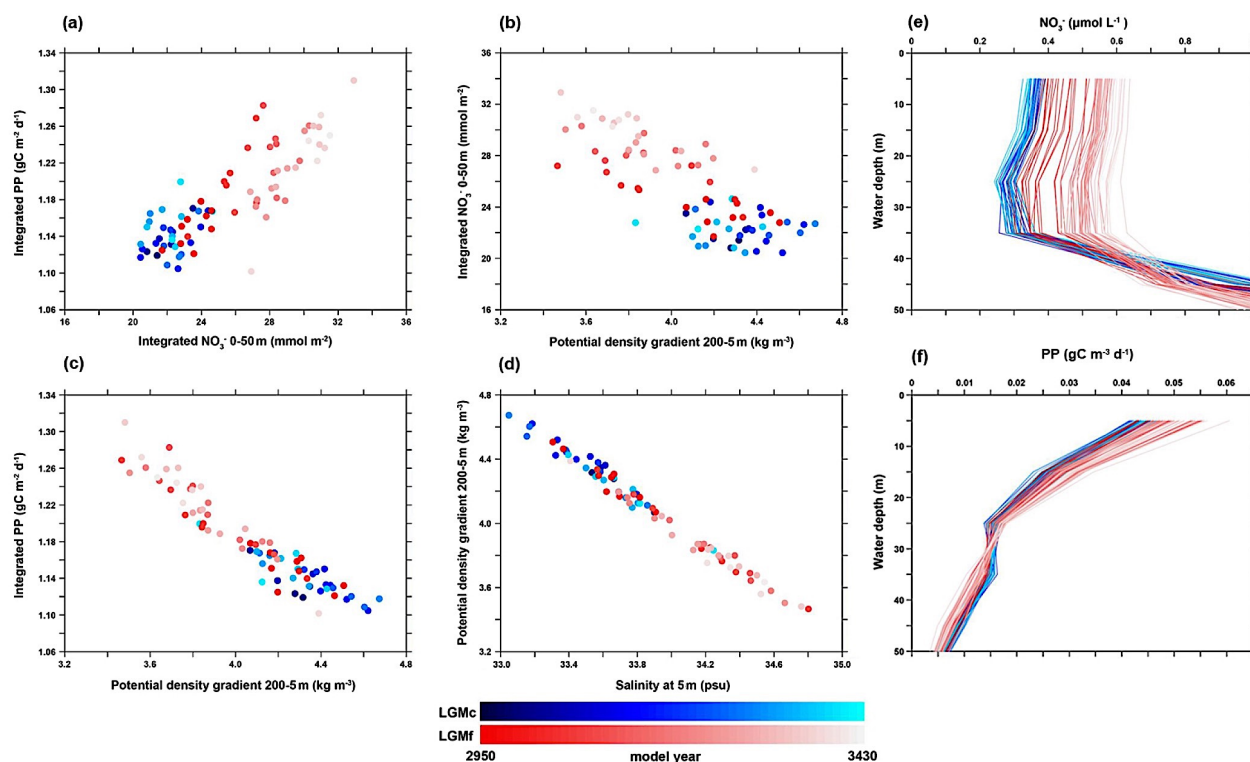 (a)
Integrated PP (gC m⁻² d⁻¹)
1.34
1.30
1.26
1.22
1.18
1.14
1.10
1.06
16 20 24 28 32 36
Integrated NO₃⁻ 0-50m (mmol m⁻²)
(b)
Integrated NO₃⁻ 0-50m (mmol m⁻²)
36
32
28
24
20
16
3.2 3.6 4.0 4.4 4.8
Potential density gradient 200-5m (kg m⁻³)
(e)
NO₃⁻ (µmol L⁻¹)
0 0.2 0.4 0.6 0.8
Water depth (m)
0
10
20
30
40
50
(c)
Integrated PP (gC m⁻² d⁻¹)
1.34
1.30
1.26
1.22
1.18
1.14
1.10
1.06
3.2 3.6 4.0 4.4 4.8
Potential density gradient 200-5m (kg m⁻³)
(d)
Potential density gradient 200-5m (kg m⁻³)
4.8
4.4
4.0
3.6
3.2
33.0 33.4 33.8 34.2 34.6 35.0
Salinity at 5m (psu)
(f)
PP (gC m⁻³ d⁻¹)
0 0.01 0.02 0.03 0.04 0.05 0.06
Water depth (m)
0
10
20
30
40
50
LGMc
LGMf
2950 model year 3430